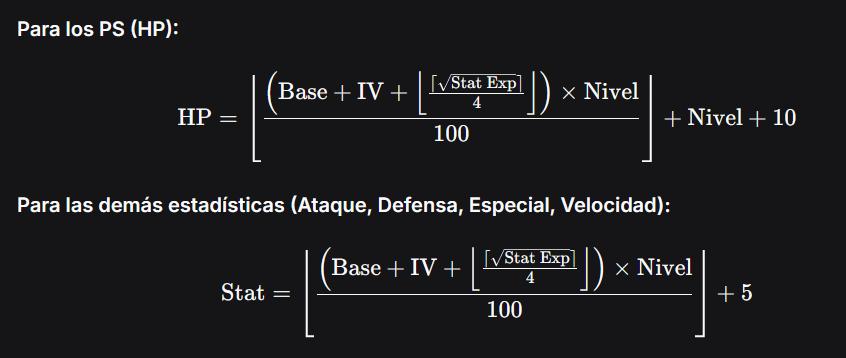 Para los PS (HP):
HP = ⌊((Base + IV + ⌊⌈√Stat Exp⌉/4⌋) × Nivel)/100⌋ + Nivel + 10
Para las demás estadísticas (Ataque, Defensa, Especial, Velocidad):
Stat = ⌊((Base + IV + ⌊⌈√Stat Exp⌉/4⌋) × Nivel)/100⌋ + 5